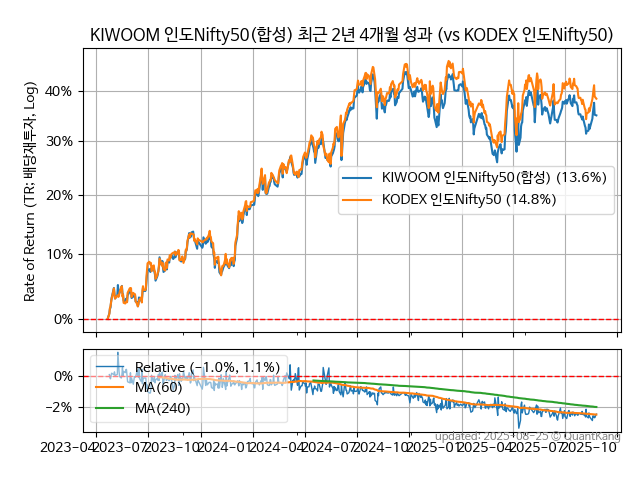 KIWOOM 인도Nifty50(합성) 최근 2년 4개월 성과 (vs KODEX 인도Nifty50)
Rate of Return (TR: 배당재투자, Log)
40%
30%
20%
10%
0%
KIWOOM 인도Nifty50(합성) (13.6%)
KODEX 인도Nifty50 (14.8%)
0%
−2%
Relative (−1.0%, 1.1%)
MA(60)
MA(240)
updated: 2025-08-25 © QuantKang
2023-04 2023-07 2023-10 2024-01 2024-04 2024-07 2024-10 2025-01 2025-04 2025-07 2025-10